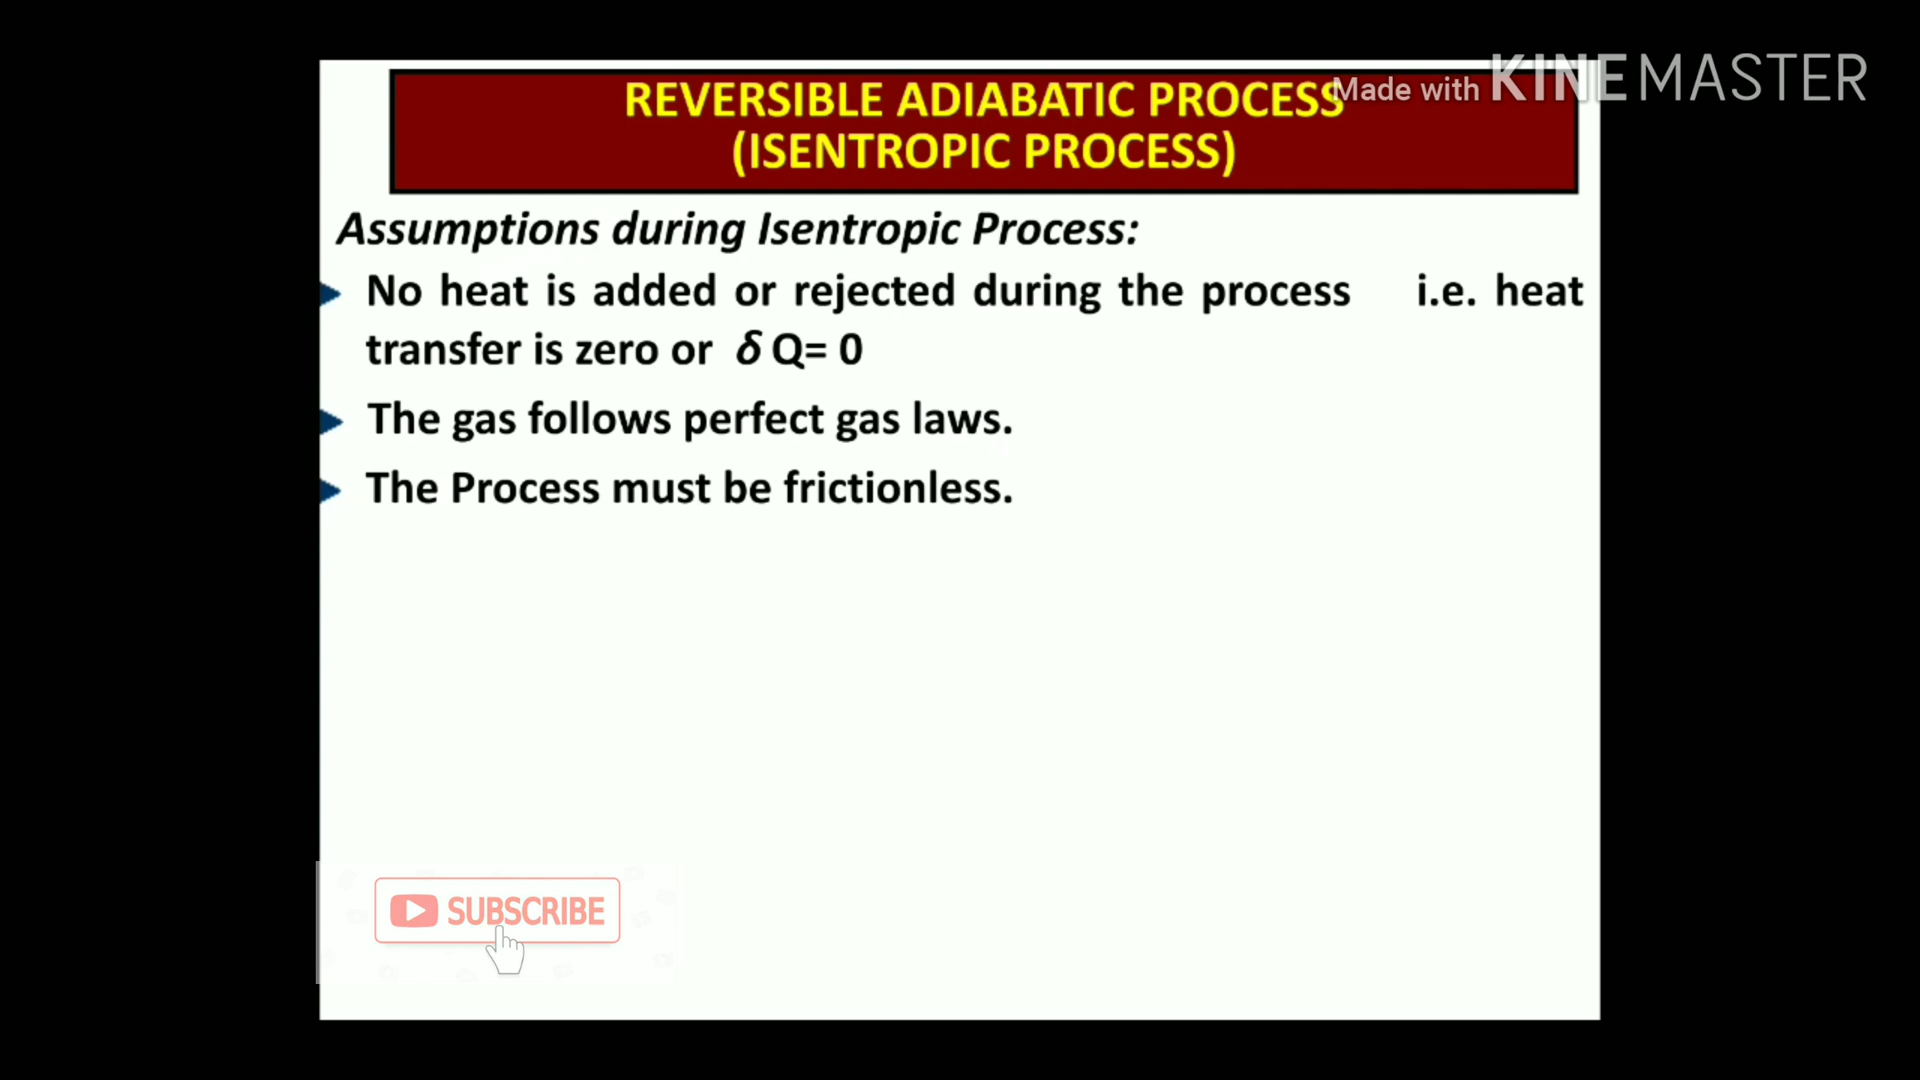 REVERSIBLE ADIABATIC PROCESS
(ISENTROPIC PROCESS)
Made with KINEMASTER
Assumptions during Isentropic Process:
No heat is added or rejected during the process i.e. heat
transfer is zero or δ Q= 0
The gas follows perfect gas laws.
The Process must be frictionless.
SUBSCRIBE